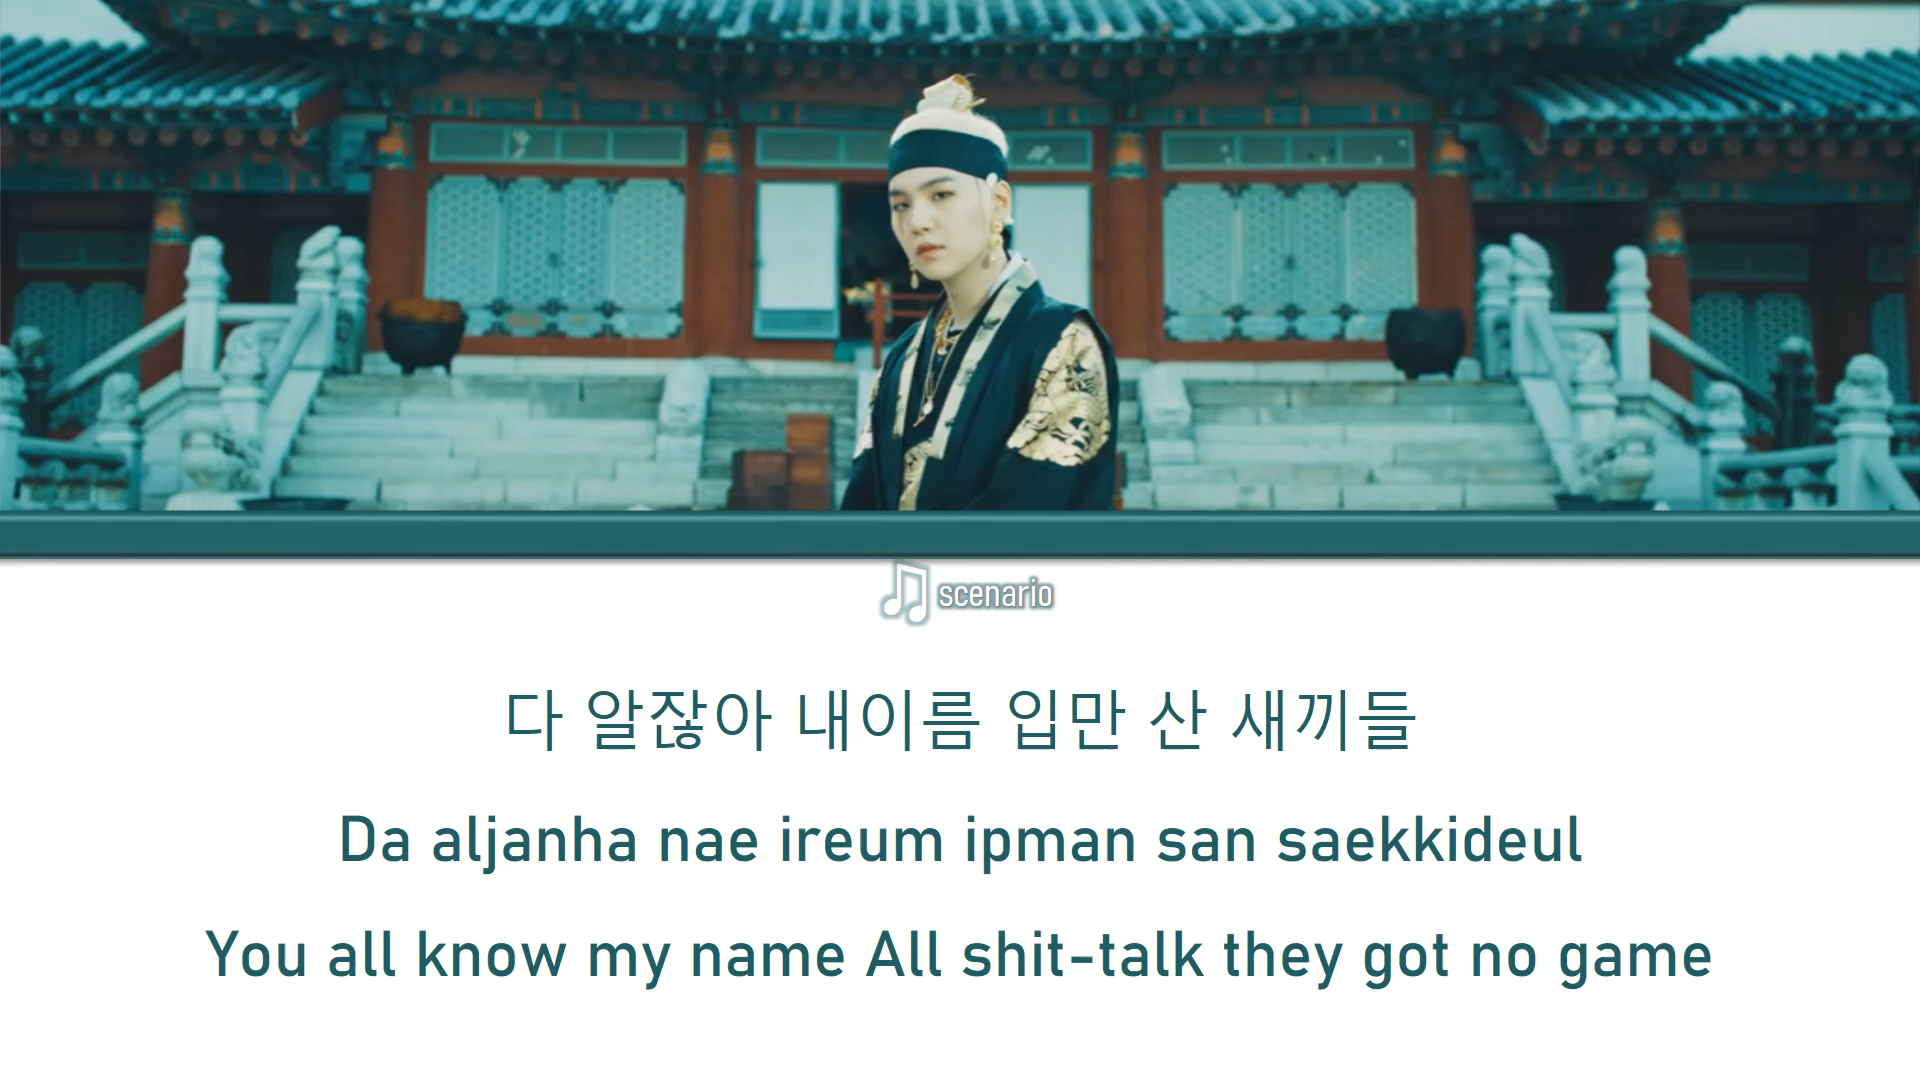 scenario
다 알잖아 내이름 입만 산 새끼들
Da aljanha nae ireum ipman san saekkideul
You all know my name All shit-talk they got no game